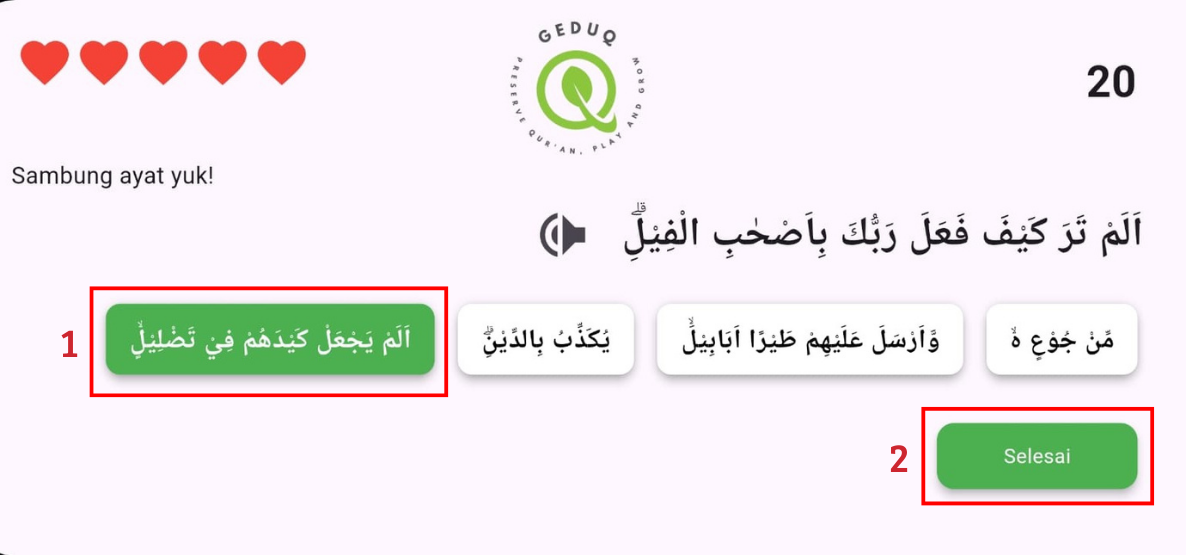 GEDUQ
PRESERVE QUR'AN, PLAY AND GROW
20
Sambung ayat yuk!
اَلَمْ تَرَ كَيْفَ فَعَلَ رَبُّكَ بِاَصْحٰبِ الْفِيْلِۗ
مِّنْ جُوْعٍ ەۙ
وَّاَرْسَلَ عَلَيْهِمْ طَيْرًا اَبَابِيْلَۙ
يُكَذِّبُ بِالدِّيْنِۗ
اَلَمْ يَجْعَلْ كَيْدَهُمْ فِيْ تَضْلِيْلٍۙ
1
2
Selesai